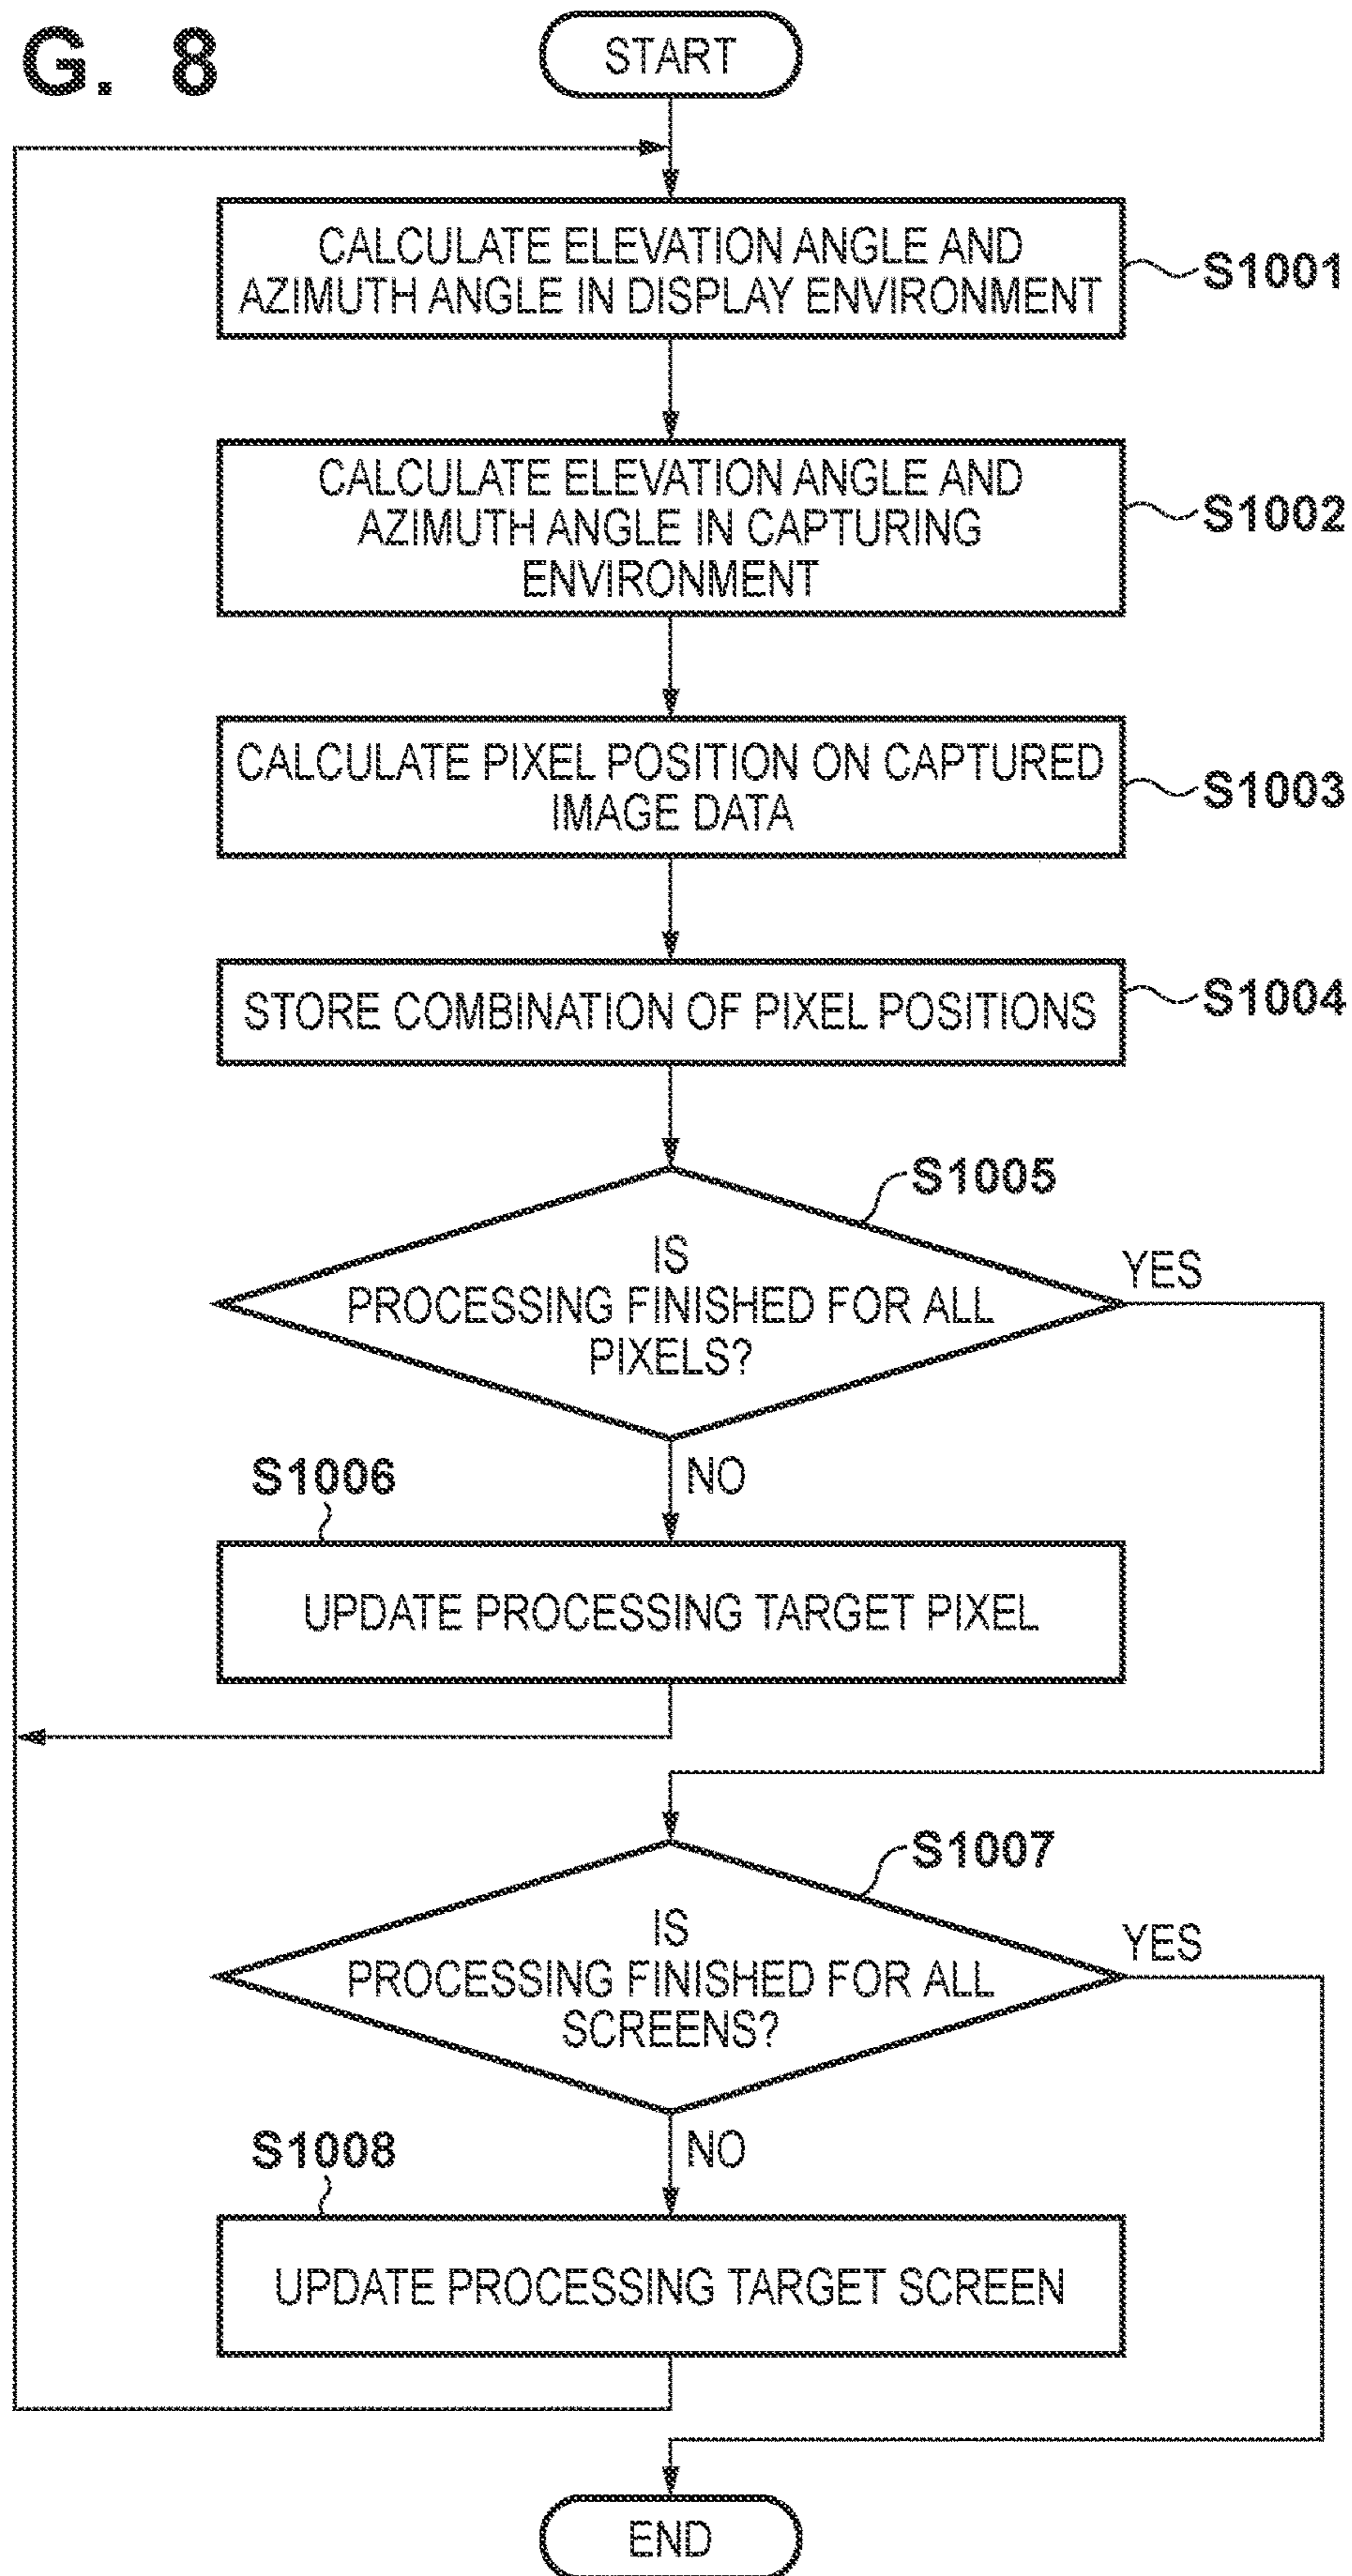 G. 8
START
CALCULATE ELEVATION ANGLE AND
AZIMUTH ANGLE IN DISPLAY ENVIRONMENT
S1001
CALCULATE ELEVATION ANGLE AND
AZIMUTH ANGLE IN CAPTURING
ENVIRONMENT
S1002
CALCULATE PIXEL POSITION ON CAPTURED
IMAGE DATA
S1003
STORE COMBINATION OF PIXEL POSITIONS
S1004
S1005
IS
PROCESSING FINISHED FOR ALL
PIXELS?
YES
NO
S1006
UPDATE PROCESSING TARGET PIXEL
S1007
IS
PROCESSING FINISHED FOR ALL
SCREENS?
YES
NO
S1008
UPDATE PROCESSING TARGET SCREEN
END